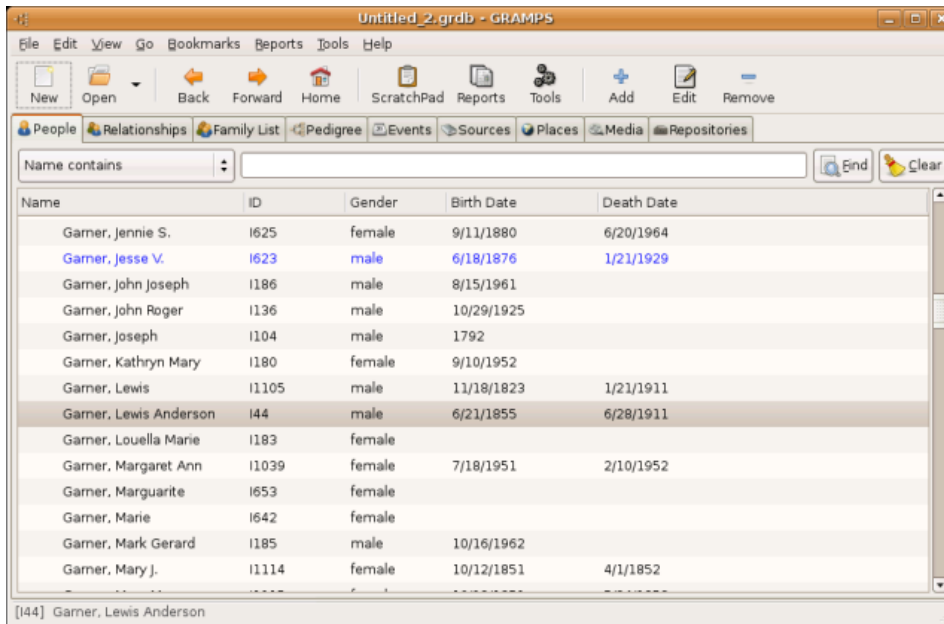 Untitled_2.grdb - GRAMPS
File Edit View Go Bookmarks Reports Tools Help
New Open Back Forward Home ScratchPad Reports Tools Add Edit Remove
People Relationships Family List Pedigree Events Sources Places Media Repositories
Name contains Find Clear
Name ID Gender Birth Date Death Date
Garner, Jennie S. I625 female 9/11/1880 6/20/1964
Garner, Jesse V. I623 male 6/18/1876 1/21/1929
Garner, John Joseph I186 male 8/15/1961
Garner, John Roger I136 male 10/29/1925
Garner, Joseph I104 male 1792
Garner, Kathryn Mary I180 female 9/10/1952
Garner, Lewis I1105 male 11/18/1823 1/21/1911
Garner, Lewis Anderson I44 male 6/21/1855 6/28/1911
Garner, Louella Marie I183 female
Garner, Margaret Ann I1039 female 7/18/1951 2/10/1952
Garner, Marguarite I653 female
Garner, Marie I642 female
Garner, Mark Gerard I185 male 10/16/1962
Garner, Mary J. I1114 female 10/12/1851 4/1/1852
[I44] Garner, Lewis Anderson